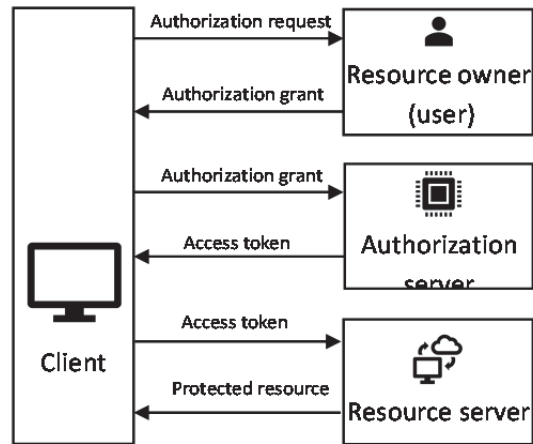 Authorization request
Resource owner
(user)
Authorization grant
Authorization grant
Authorization
server
Access token
Client
Access token
Protected resource
Resource server